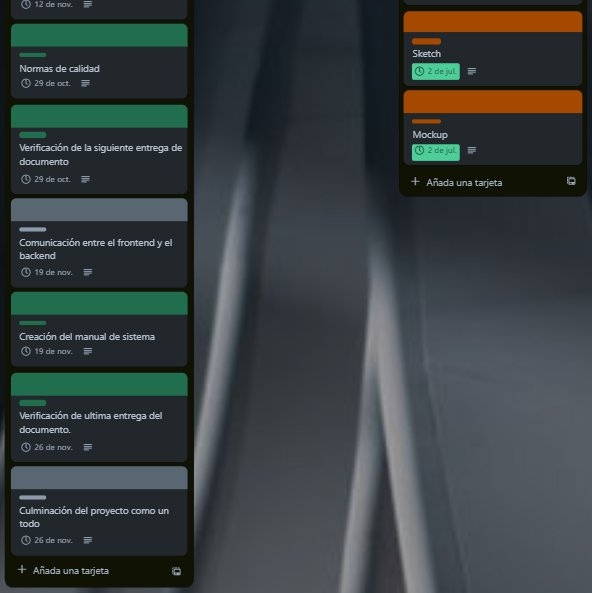 12 de nov.
Normas de calidad
29 de oct.
Verificación de la siguiente entrega de
documento
29 de oct.
Comunicación entre el frontend y el
backend
19 de nov.
Creación del manual de sistema
19 de nov.
Verificación de ultima entrega del
documento.
26 de nov.
Culminación del proyecto como un
todo
26 de nov.
+ Añada una tarjeta
Sketch
2 de jul.
Mockup
2 de jul.
+ Añada una tarjeta